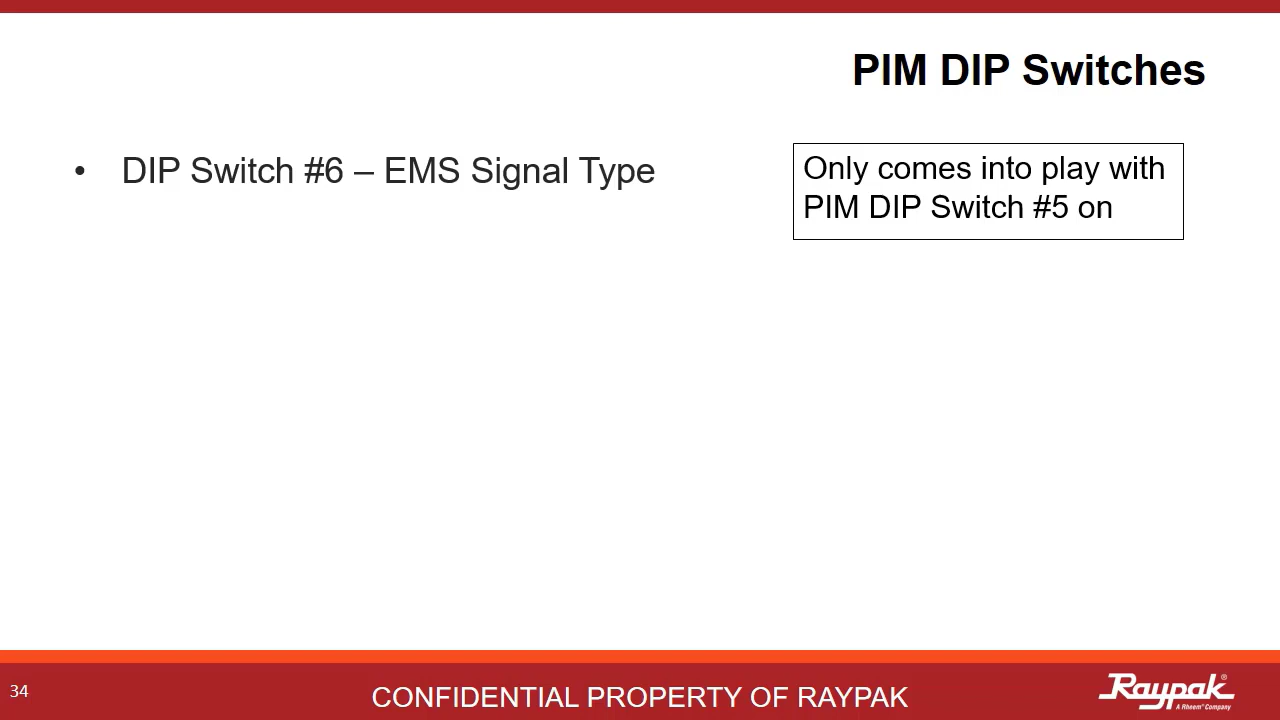 PIM DIP Switches
• DIP Switch #6 – EMS Signal Type
Only comes into play with
PIM DIP Switch #5 on
34
CONFIDENTIAL PROPERTY OF RAYPAK
Raypak®
A Rheem® Company